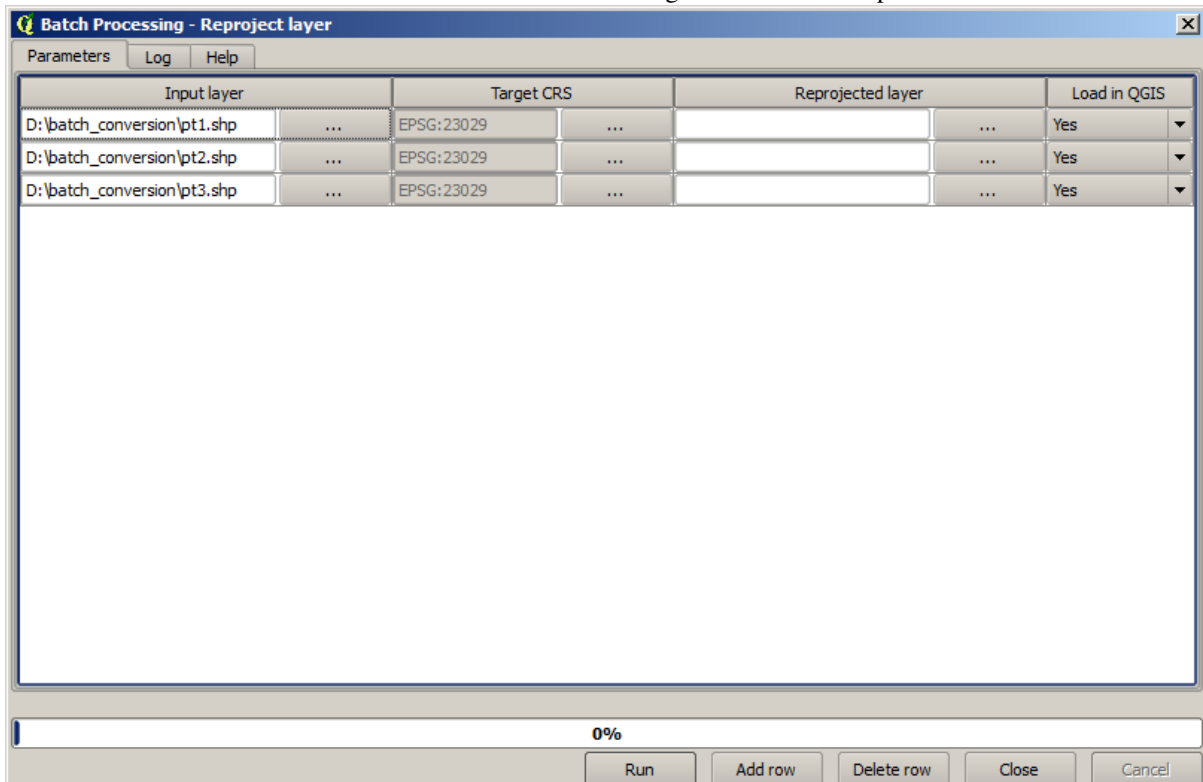 Batch Processing - Reproject layer
Parameters Log Help
Input layer Target CRS Reprojected layer Load in QGIS
D:\batch_conversion\pt1.shp ... EPSG:23029 ... ... Yes
D:\batch_conversion\pt2.shp ... EPSG:23029 ... ... Yes
D:\batch_conversion\pt3.shp ... EPSG:23029 ... ... Yes
0%
Run Add row Delete row Close Cancel